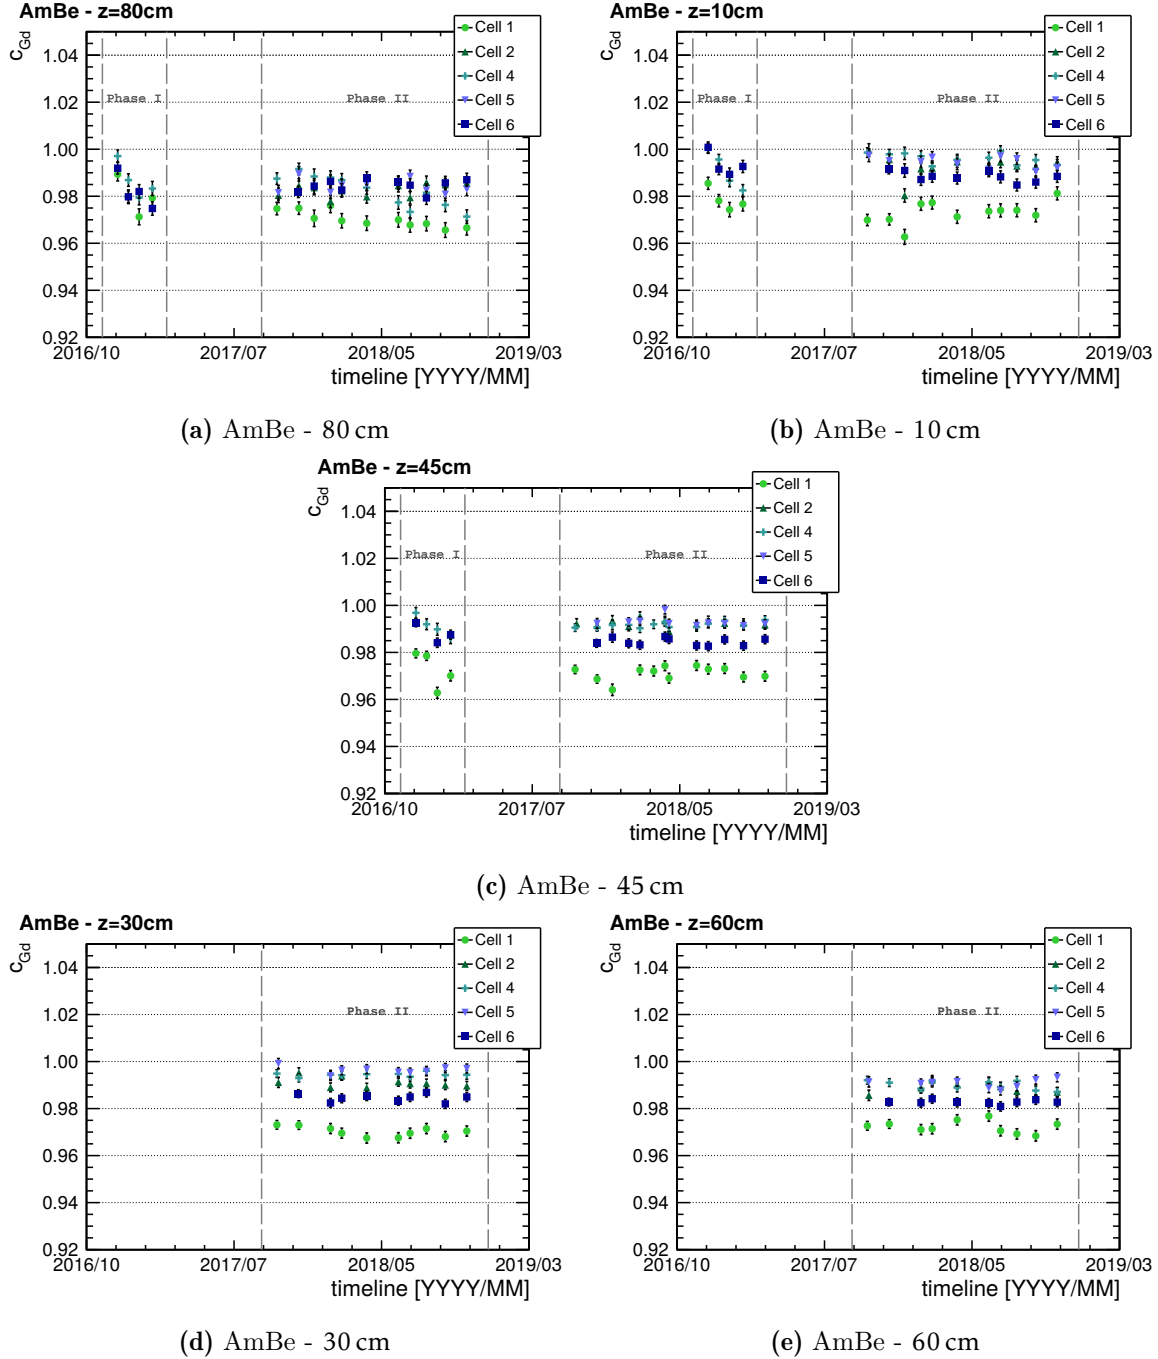 AmBe - z=80cm
c_Gd
1.04
1.02
1.00
0.98
0.96
0.94
0.92
Phase I
Phase II
Cell 1
Cell 2
Cell 4
Cell 5
Cell 6
2016/10
2017/07
2018/05
2019/03
timeline [YYYY/MM]
(a) AmBe - 80 cm
AmBe - z=10cm
c_Gd
1.04
1.02
1.00
0.98
0.96
0.94
0.92
Phase I
Phase II
Cell 1
Cell 2
Cell 4
Cell 5
Cell 6
2016/10
2017/07
2018/05
2019/03
timeline [YYYY/MM]
(b) AmBe - 10 cm
AmBe - z=45cm
c_Gd
1.04
1.02
1.00
0.98
0.96
0.94
0.92
Phase I
Phase II
Cell 1
Cell 2
Cell 4
Cell 5
Cell 6
2016/10
2017/07
2018/05
2019/03
timeline [YYYY/MM]
(c) AmBe - 45 cm
AmBe - z=30cm
c_Gd
1.04
1.02
1.00
0.98
0.96
0.94
0.92
Phase II
Cell 1
Cell 2
Cell 4
Cell 5
Cell 6
2016/10
2017/07
2018/05
2019/03
timeline [YYYY/MM]
(d) AmBe - 30 cm
AmBe - z=60cm
c_Gd
1.04
1.02
1.00
0.98
0.96
0.94
0.92
Phase II
Cell 1
Cell 2
Cell 4
Cell 5
Cell 6
2016/10
2017/07
2018/05
2019/03
timeline [YYYY/MM]
(e) AmBe - 60 cm